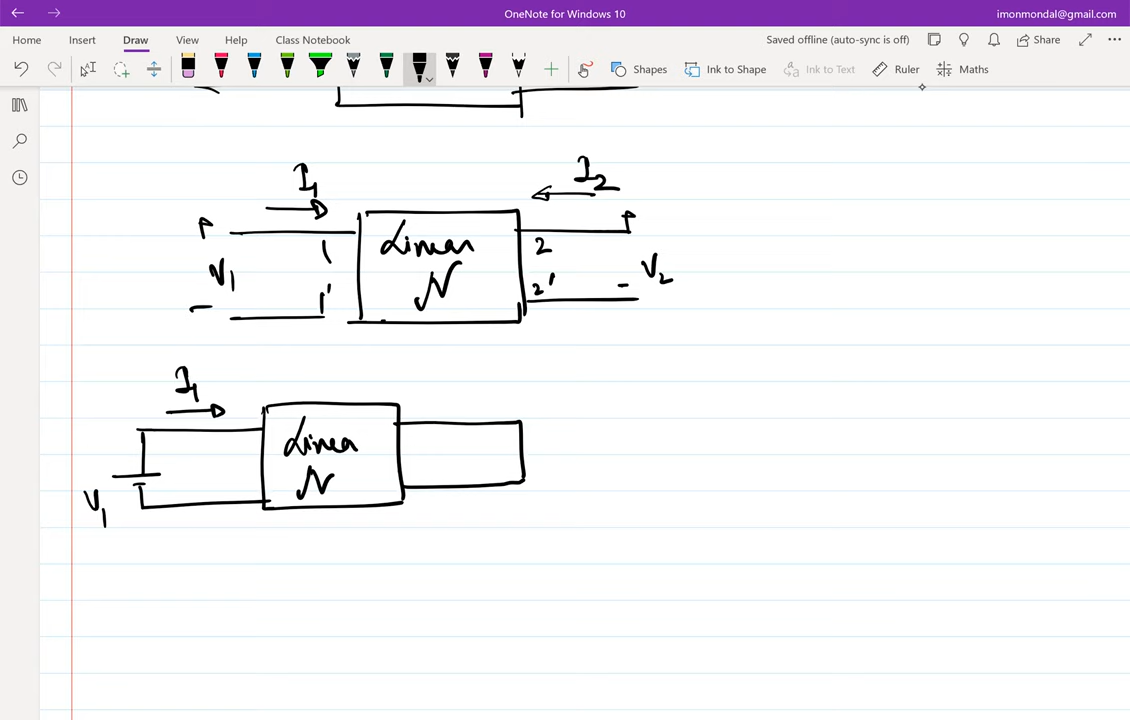 OneNote for Windows 10
imonmondal@gmail.com
Home Insert Draw View Help Class Notebook
Saved offline (auto-sync is off) Share
Shapes Ink to Shape Ink to Text Ruler Maths
I1 I2
+ 1 Linear 2 +
V1 N V2
- 1' 2' -
I1
Linear
N
V1